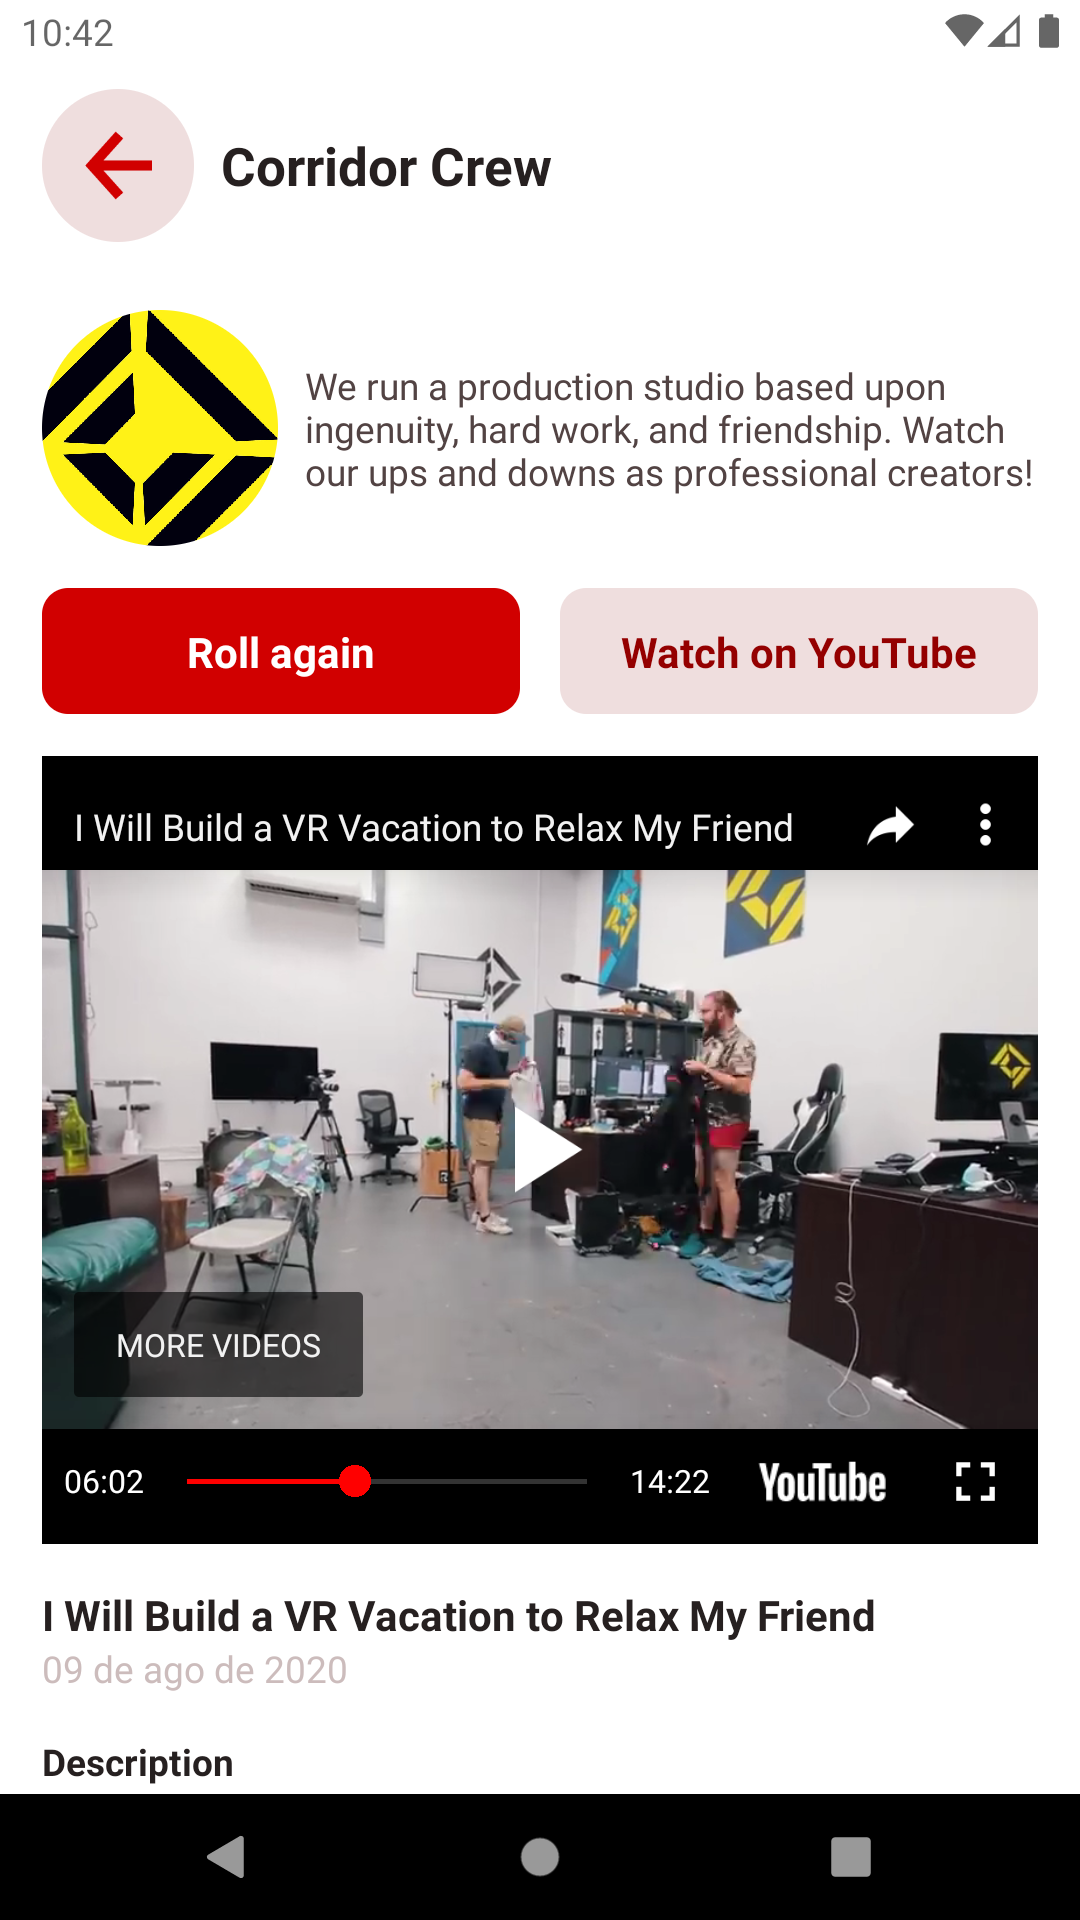 10:42
Corridor Crew
We run a production studio based upon
ingenuity, hard work, and friendship. Watch
our ups and downs as professional creators!
Roll again
Watch on YouTube
I Will Build a VR Vacation to Relax My Friend
MORE VIDEOS
06:02
14:22
YouTube
I Will Build a VR Vacation to Relax My Friend
09 de ago de 2020
Description